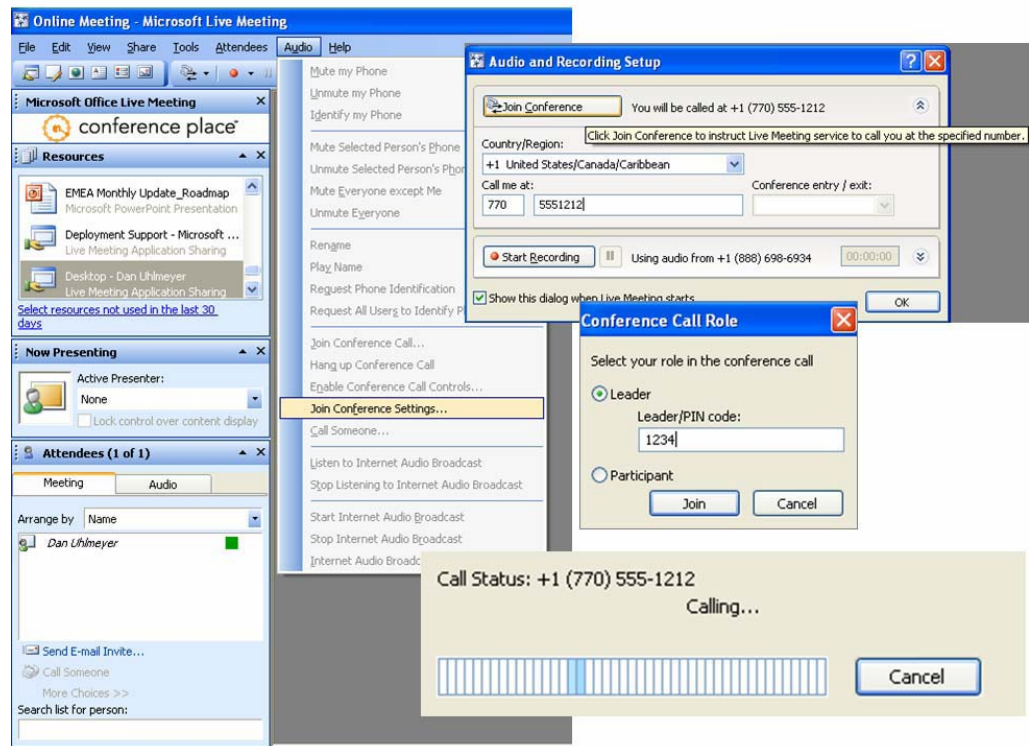 Online Meeting - Microsoft Live Meeting
File Edit View Share Tools Attendees Audio Help
Microsoft Office Live Meeting
conference place
Resources
EMEA Monthly Update_Roadmap
Microsoft PowerPoint Presentation
Deployment Support - Microsoft ...
Live Meeting Application Sharing
Desktop - Dan Uhlmeyer
Live Meeting Application Sharing
Select resources not used in the last 30
days
Now Presenting
Active Presenter:
None
Lock control over content display
Attendees (1 of 1)
Meeting Audio
Arrange by Name
Dan Uhlmeyer
Send E-mail Invite...
Call Someone
More Choices >>
Search list for person:
Mute my Phone
Unmute my Phone
Identify my Phone
Mute Selected Person's Phone
Unmute Selected Person's Phor
Mute Everyone except Me
Unmute Everyone
Rename
Play Name
Request Phone Identification
Request All Users to Identify P
Join Conference Call...
Hang up Conference Call
Enable Conference Call Controls...
Join Conference Settings...
Call Someone...
Listen to Internet Audio Broadcast
Stop Listening to Internet Audio Broadcast
Start Internet Audio Broadcast
Stop Internet Audio Broadcast
Internet Audio Broadc
Audio and Recording Setup
Join Conference You will be called at +1 (770) 555-1212
Click Join Conference to instruct Live Meeting service to call you at the specified number.
Country/Region:
+1 United States/Canada/Caribbean
Call me at: Conference entry / exit:
770 5551212
Start Recording Using audio from +1 (888) 698-6934 00:00:00
Show this dialog when Live Meeting starts
OK
Conference Call Role
Select your role in the conference call
Leader
Leader/PIN code:
1234
Participant
Join Cancel
Call Status: +1 (770) 555-1212
Calling...
Cancel